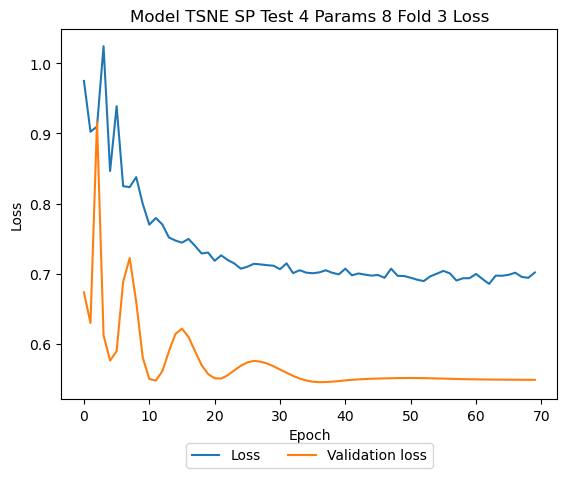 Model TSNE SP Test 4 Params 8 Fold 3 Loss
1.0
0.9
0.8
0.7
0.6
Loss
0 10 20 30 40 50 60 70
Epoch
Loss Validation loss